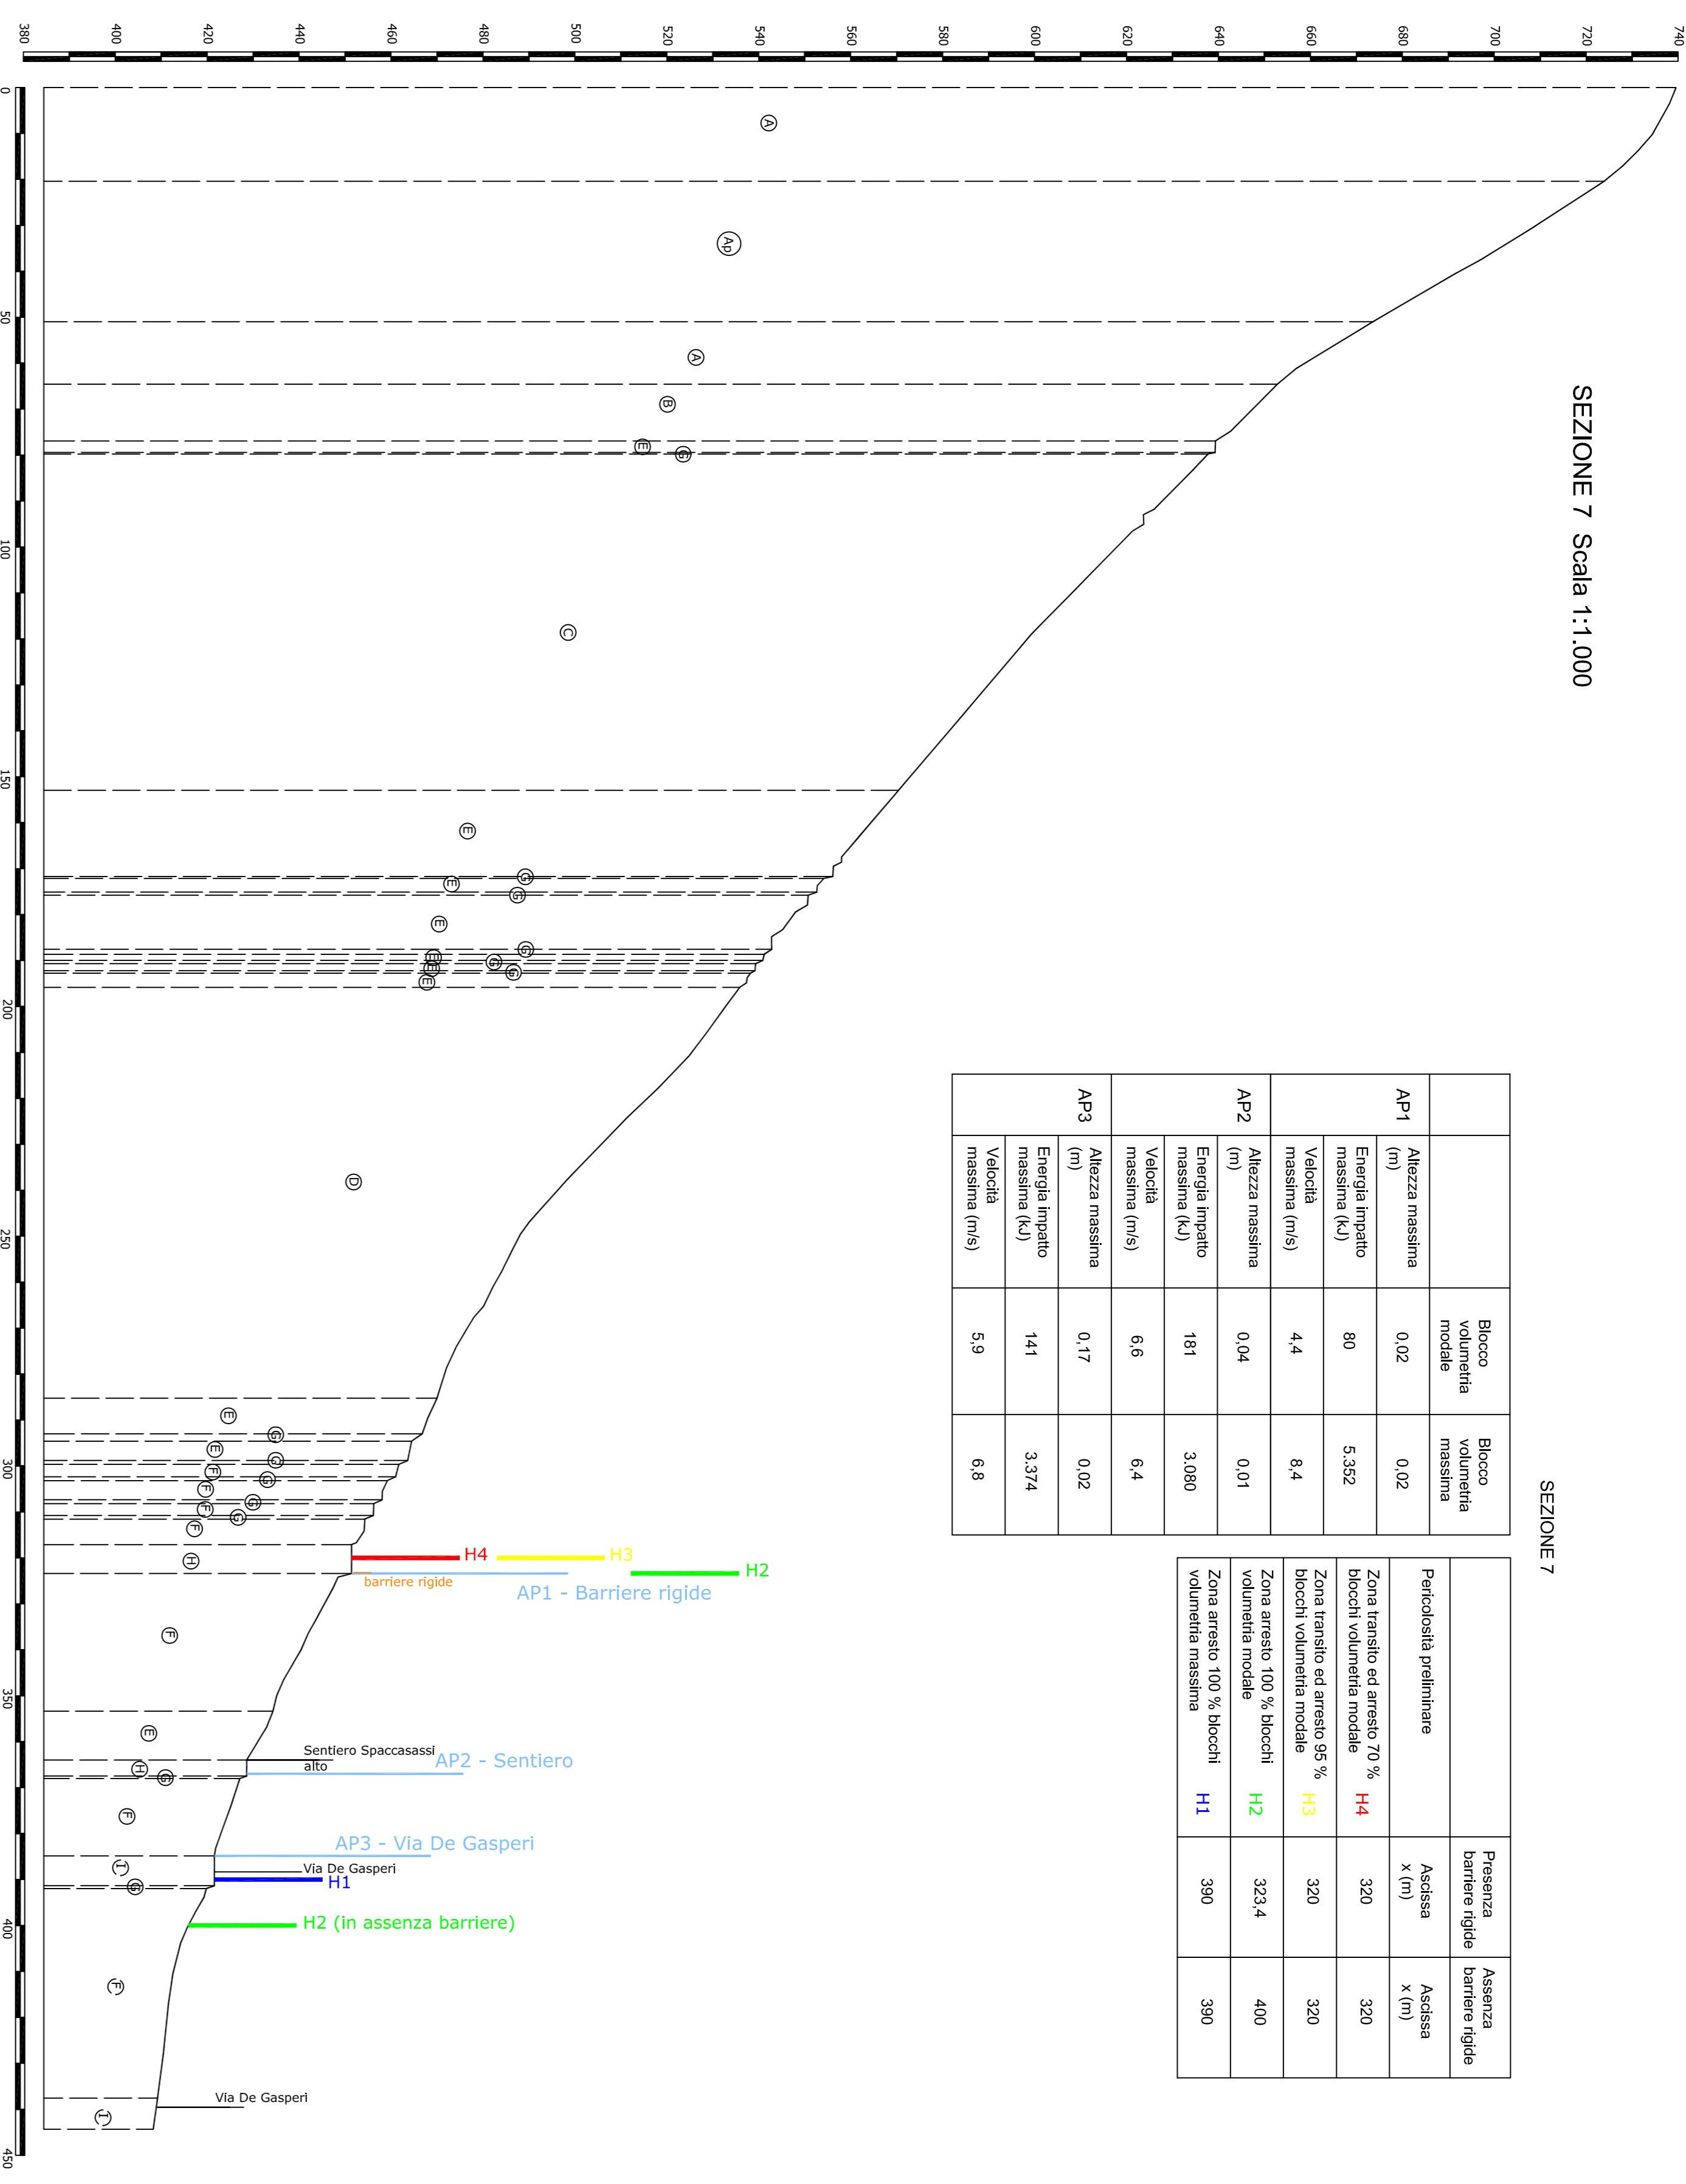 SEZIONE 7 Scala 1:1.000
740
720
700
680
660
640
620
600
580
560
540
520
500
480
460
440
420
400
380
0
50
100
150
200
250
300
350
400
450
A
Ap
A
B
E
G
C
E
G
E
G
E
G
E
G
E
G
E
D
E
G
E
G
F
G
F
G
F
G
F
H
F
E
H
G
F
I
G
F
I
H4
H3
H2
barriere rigide
AP1 - Barriere rigide
Sentiero Spaccasassi
alto
AP2 - Sentiero
AP3 - Via De Gasperi
Via De Gasperi
H1
H2 (in assenza barriere)
Via De Gasperi
SEZIONE 7
Blocco
volumetria
modale
Blocco
volumetria
massima
AP1
Altezza massima
(m)
0,02
0,02
Energia impatto
massima (kJ)
80
5.352
Velocità
massima (m/s)
4,4
8,4
AP2
Altezza massima
(m)
0,04
0,01
Energia impatto
massima (kJ)
181
3.080
Velocità
massima (m/s)
6,6
6,4
AP3
Altezza massima
(m)
0,17
0,02
Energia impatto
massima (kJ)
141
3.374
Velocità
massima (m/s)
5,9
6,8
Presenza
barriere rigide
Assenza
barriere rigide
Pericolosità preliminare
Ascissa
x (m)
Ascissa
x (m)
Zona transito ed arresto 70 %
blocchi volumetria modale
H4
320
320
Zona transito ed arresto 95 %
blocchi volumetria modale
H3
320
320
Zona arresto 100 % blocchi
volumetria modale
H2
323,4
400
Zona arresto 100 % blocchi
volumetria massima
H1
390
390